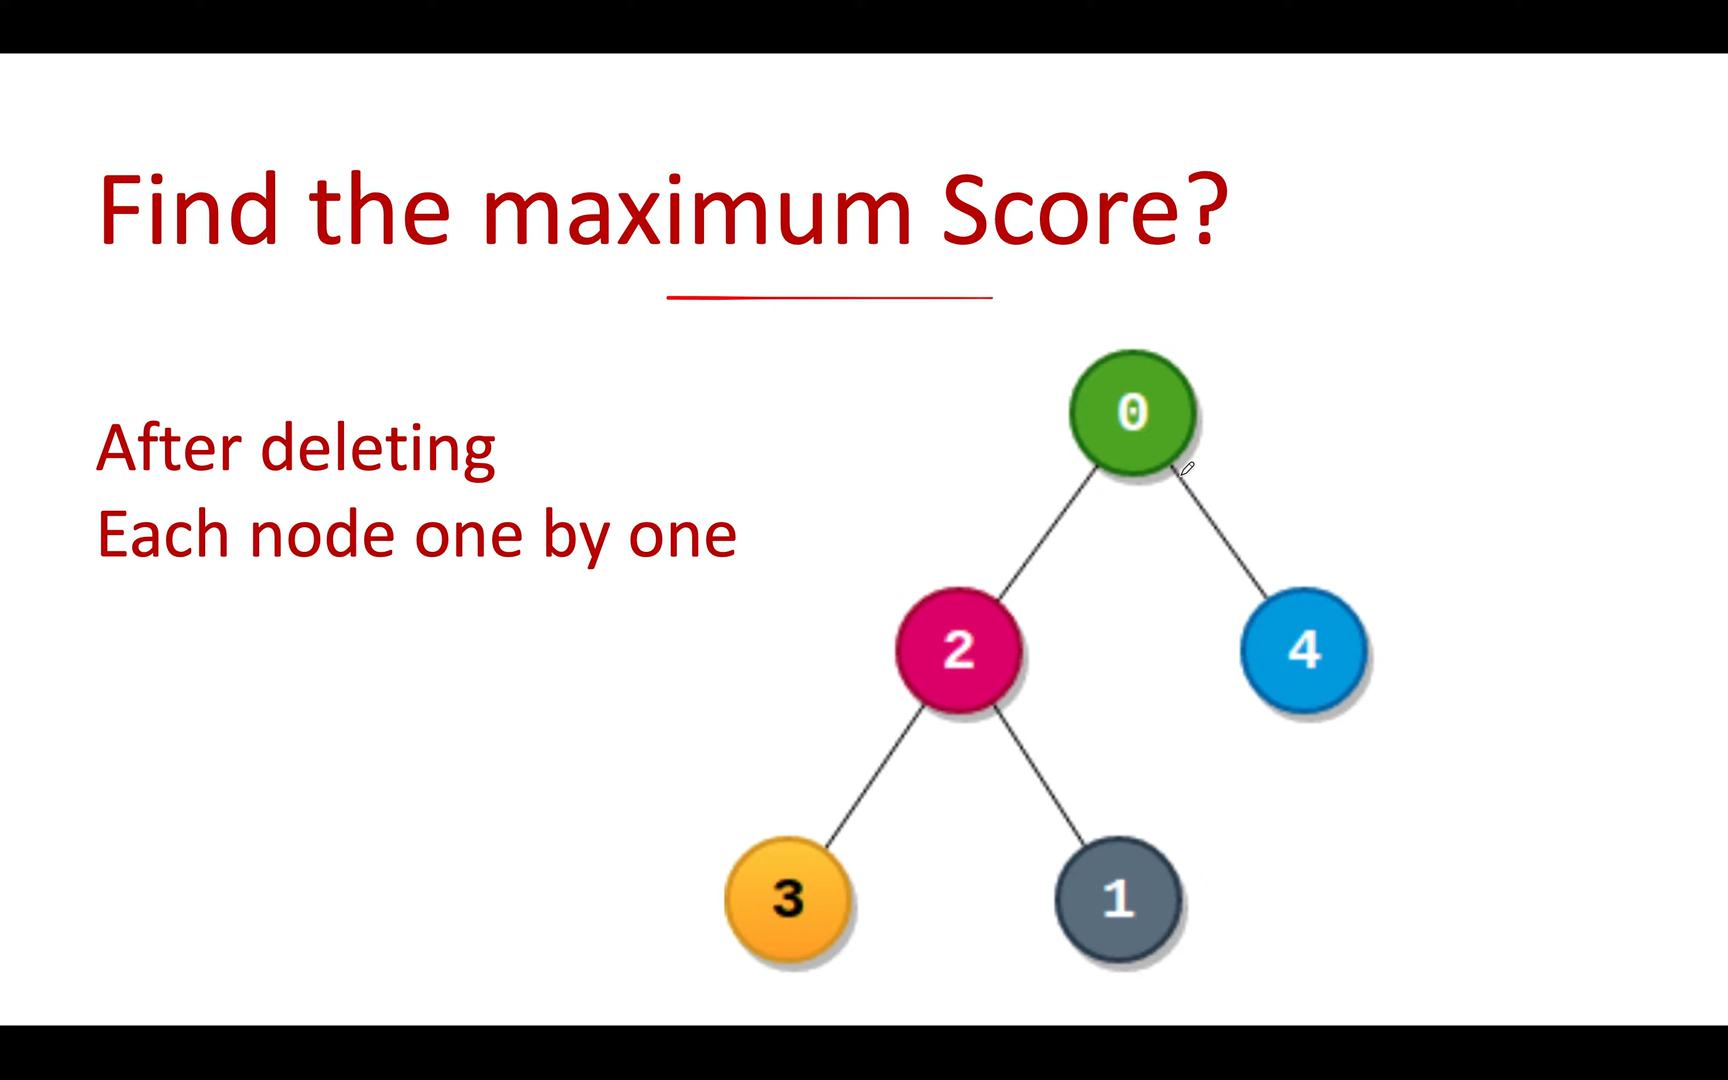 Find the maximum Score?
After deleting
Each node one by one
0
2
4
3
1